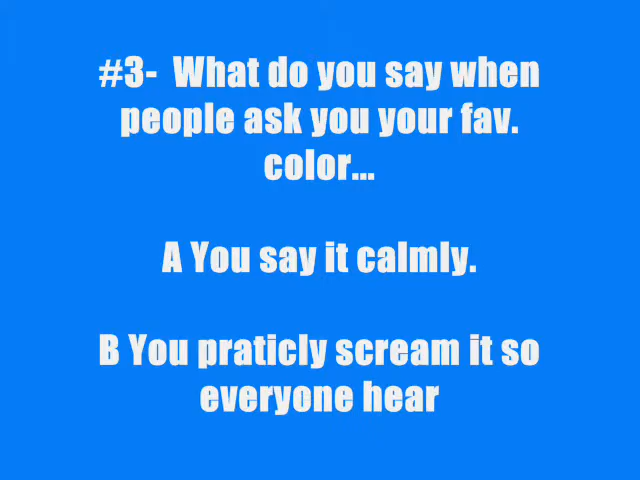 #3-  What do you say when
people ask you your fav.
color...
A You say it calmly.
B You praticly scream it so
everyone hear